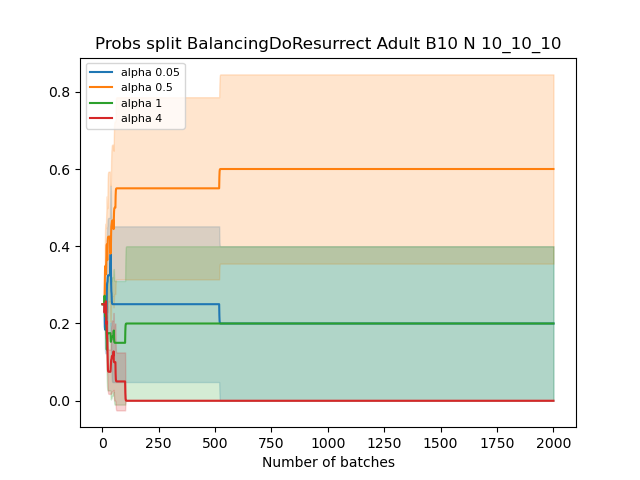 Probs split BalancingDoResurrect Adult B10 N 10_10_10
alpha 0.05
alpha 0.5
alpha 1
alpha 4
0.8
0.6
0.4
0.2
0.0
0 250 500 750 1000 1250 1500 1750 2000
Number of batches